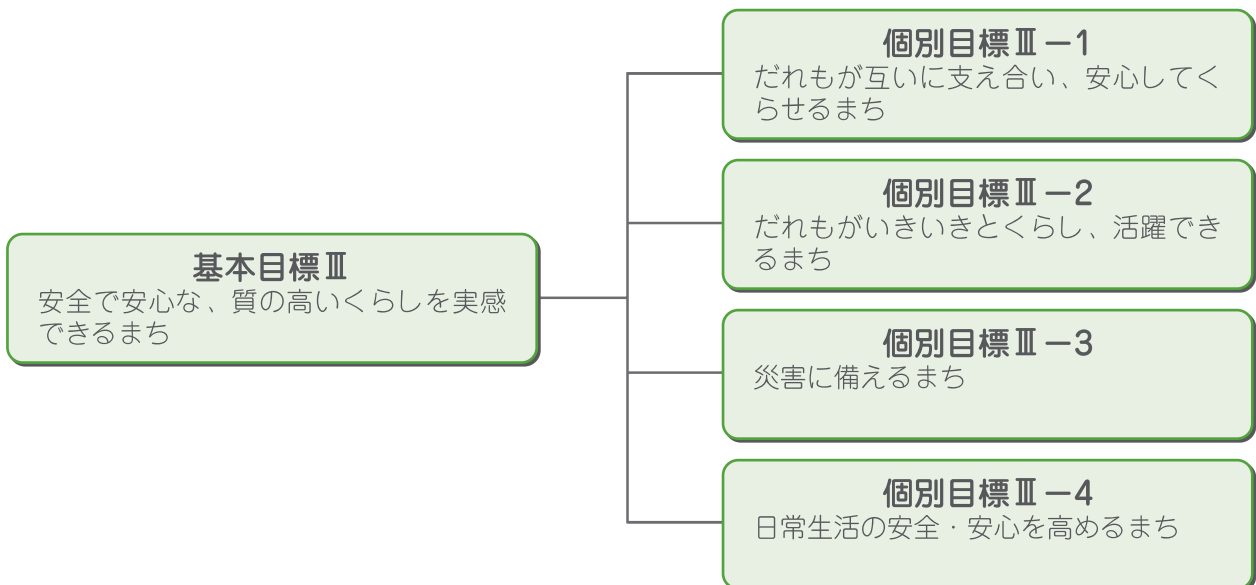 基本目標Ⅲ
安全で安心な、質の高いくらしを実感
できるまち
個別目標Ⅲ－1
だれもが互いに支え合い、安心してく
らせるまち
個別目標Ⅲ－2
だれもがいきいきとくらし、活躍でき
るまち
個別目標Ⅲ－3
災害に備えるまち
個別目標Ⅲ－4
日常生活の安全・安心を高めるまち